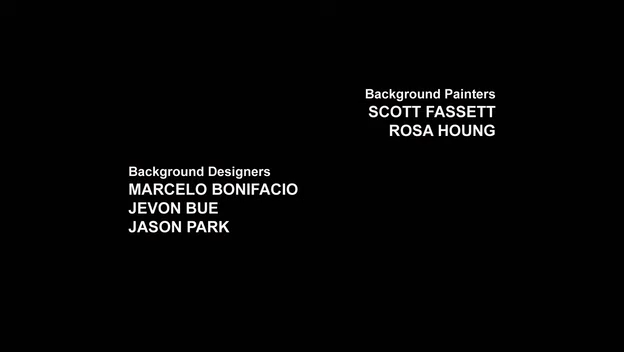 Background Painters
SCOTT FASSETT
ROSA HOUNG
Background Designers
MARCELO BONIFACIO
JEVON BUE
JASON PARK